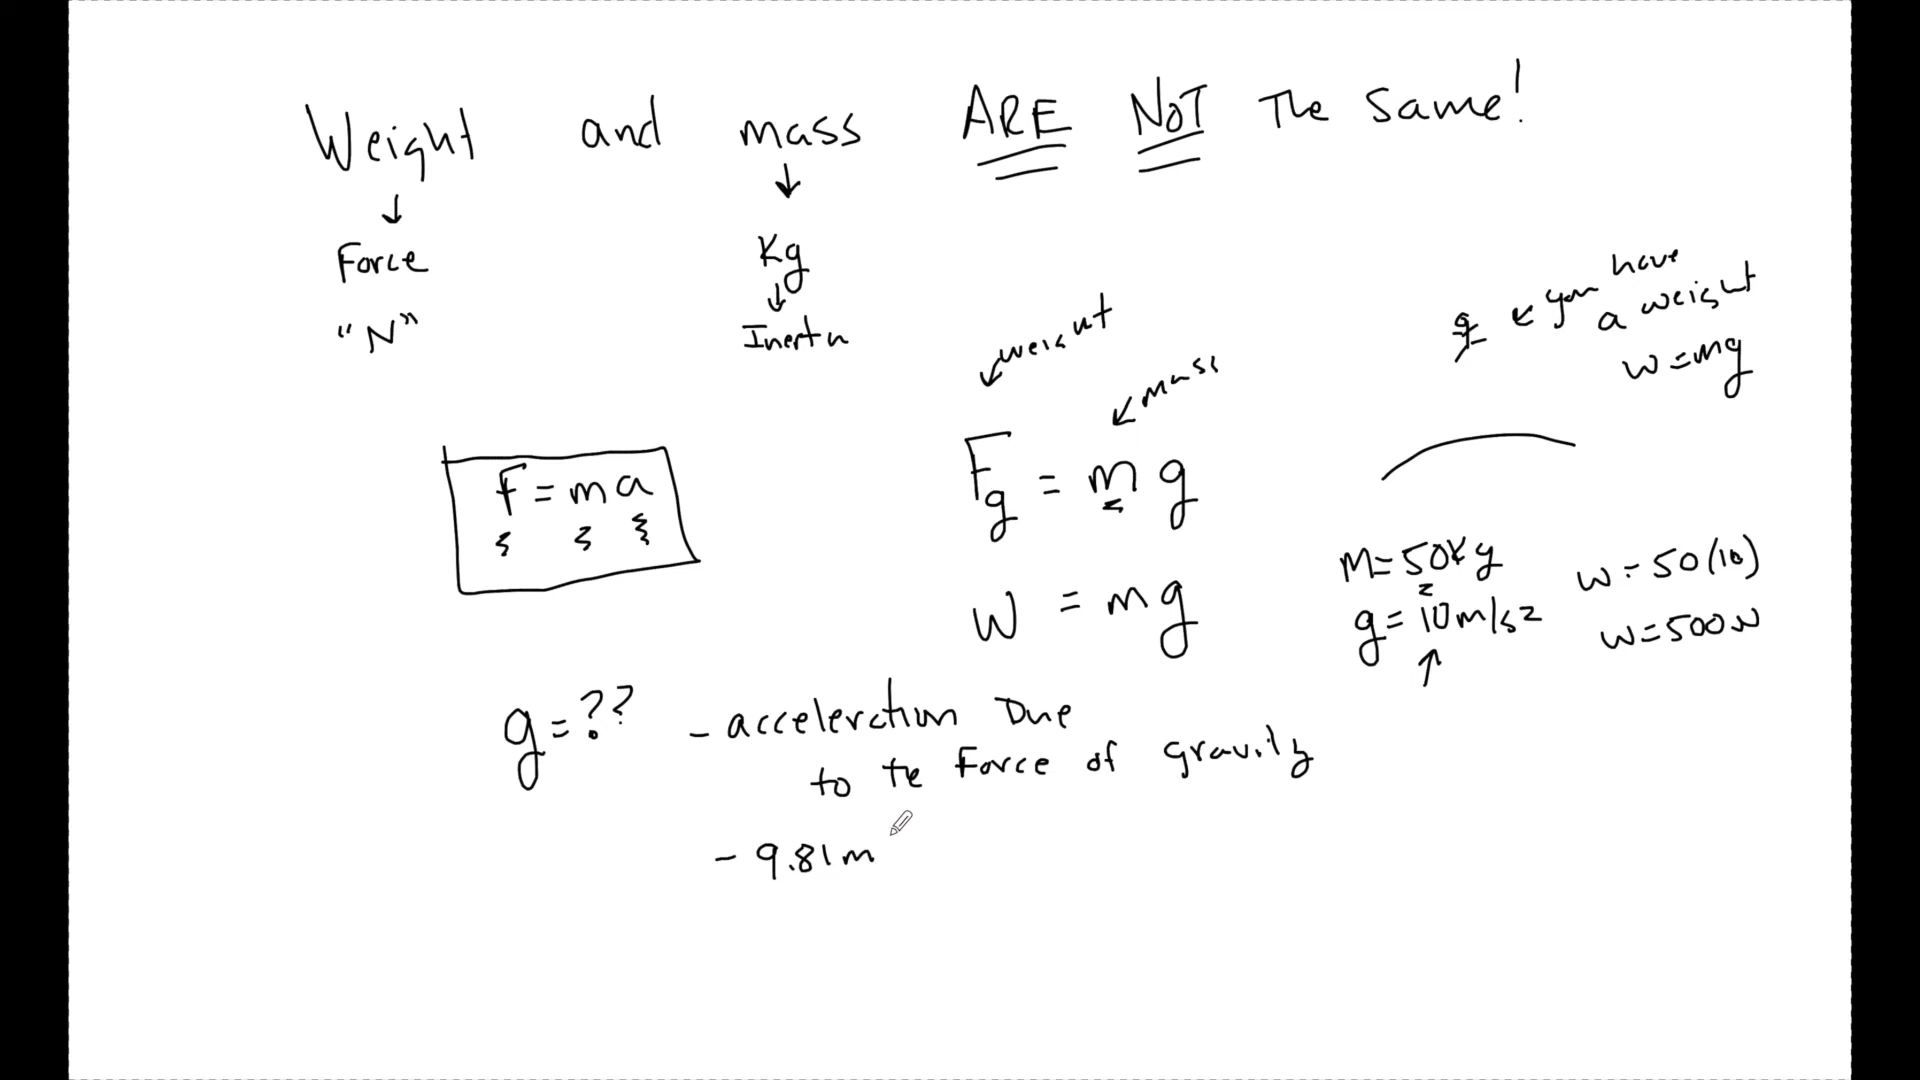 Weight and mass ARE NOT The same!
Force
"N"
Kg
Inertia
weight
mass
you have
a weight
w = mg
F = ma
Fg = mg
w = mg
M = 50Kg
g = 10m/s2
w = 50(10)
w = 500N
g = ??
- acceleration Due
to te Force of gravity
- 9.81m